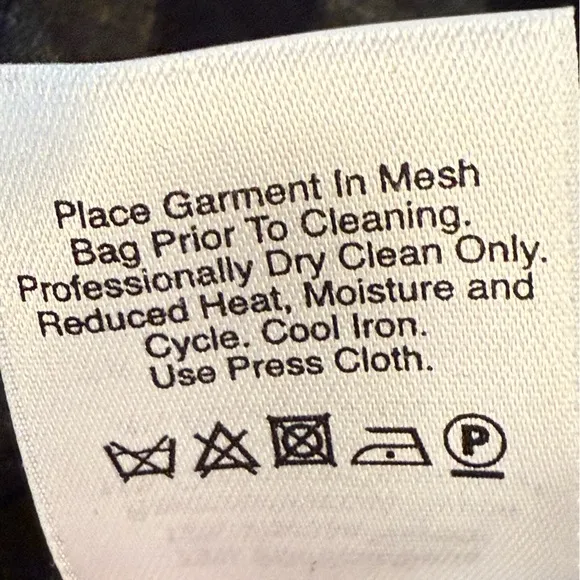 Place Garment In Mesh
Bag Prior To Cleaning.
Professionally Dry Clean Only.
Reduced Heat, Moisture and
Cycle. Cool Iron.
Use Press Cloth.
P